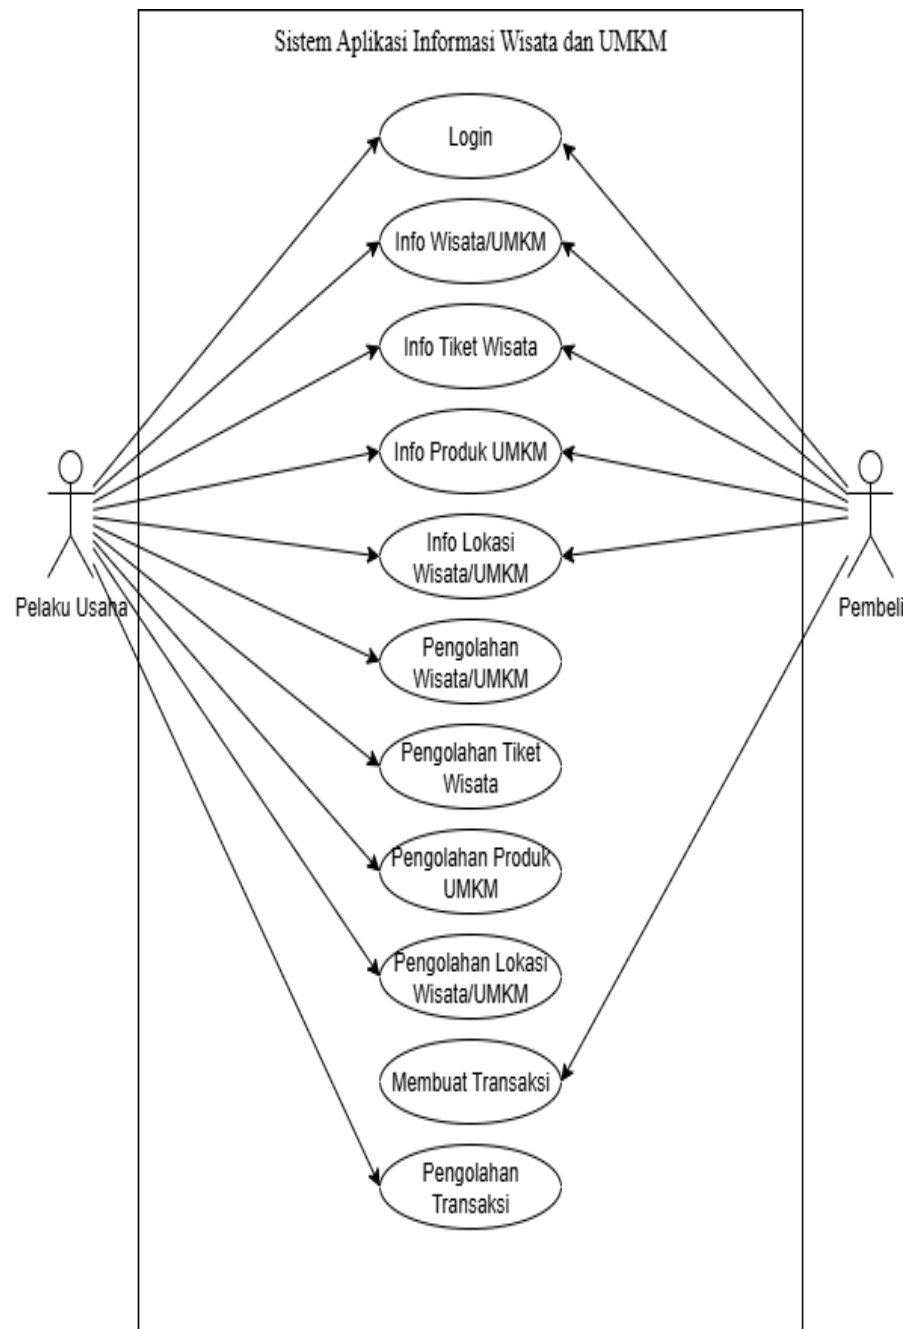 Sistem Aplikasi Informasi Wisata dan UMKM
Login
Info Wisata/UMKM
Info Tiket Wisata
Info Produk UMKM
Info Lokasi
Wisata/UMKM
Pelaku Usaha
Pembeli
Pengolahan
Wisata/UMKM
Pengolahan Tiket
Wisata
Pengolahan Produk
UMKM
Pengolahan Lokasi
Wisata/UMKM
Membuat Transaksi
Pengolahan
Transaksi